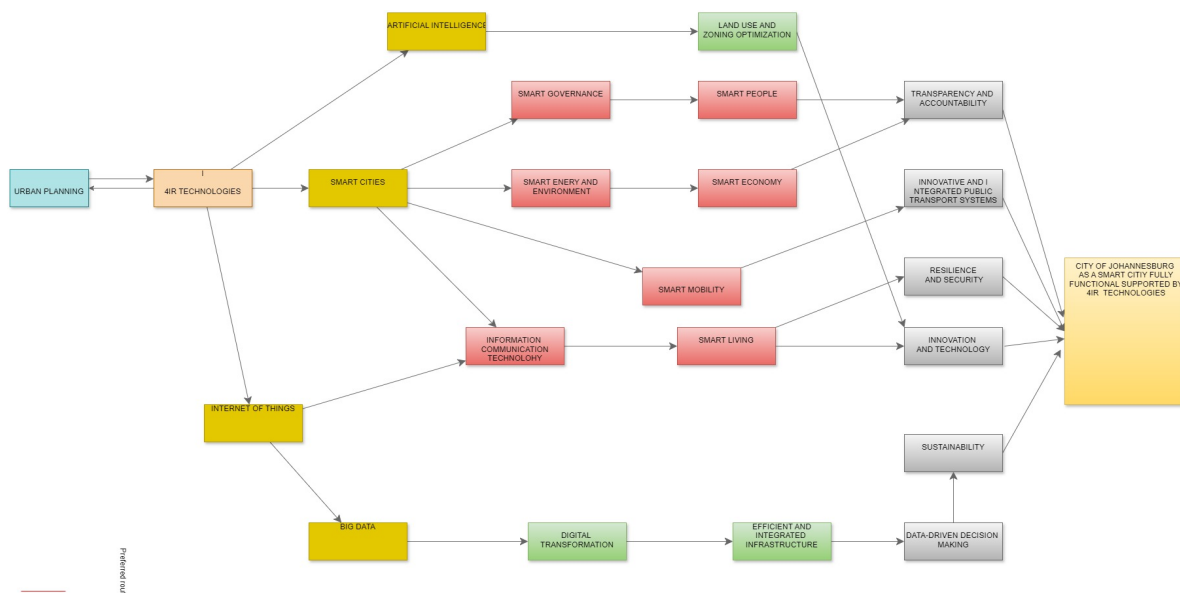 ARTIFICIAL INTELLIGENCE
LAND USE AND
ZONING OPTIMIZATION
SMART GOVERNANCE
SMART PEOPLE
TRANSPARENCY AND
ACCOUNTABILITY
URBAN PLANNING
I
4IR TECHNOLOGIES
SMART CITIES
SMART ENERY AND
ENVIRONMENT
SMART ECONOMY
INNOVATIVE AND I
NTEGRATED PUBLIC
TRANSPORT SYSTEMS
SMART MOBILITY
RESILIENCE
AND SECURITY
CITY OF JOHANNESBURG
AS A SMART CITIY FULLY
FUNCTIONAL SUPPORTED BY
4IR TECHNOLOGIES
INFORMATION
COMMUNICATION
TECHNOLOHY
SMART LIVING
INNOVATION
AND TECHNOLOGY
INTERNET OF THINGS
SUSTAINABILITY
BIG DATA
DIGITAL
TRANSFORMATION
EFFICIENT AND
INTEGRATED
INFRASTRUCTURE
DATA-DRIVEN DECISION
MAKING
Preferred rout